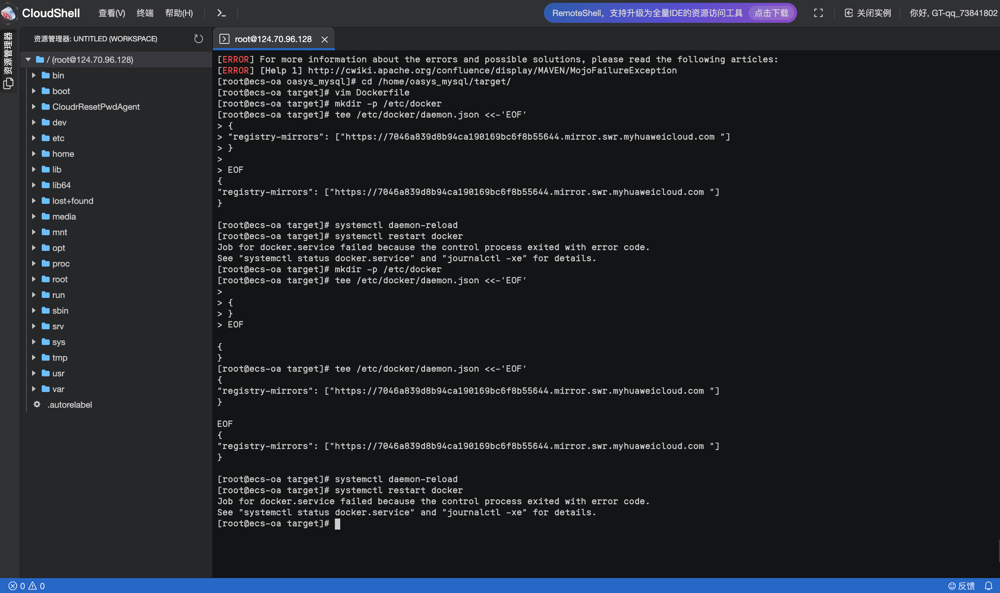 CloudShell 查看(V) 终端 帮助(H) RemoteShell，支持升级为全量IDE的资源访问工具 点击下载 关闭实例 你好, GT-qq_73841802
资源管理器
资源管理器: UNTITLED (WORKSPACE)
/ (root@124.70.96.128)
bin
boot
CloudrResetPwdAgent
dev
etc
home
lib
lib64
lost+found
media
mnt
opt
proc
root
run
sbin
srv
sys
tmp
usr
var
.autorelabel
root@124.70.96.128
[ERROR] For more information about the errors and possible solutions, please read the following articles:
[ERROR] [Help 1] http://cwiki.apache.org/confluence/display/MAVEN/MojoFailureException
[root@ecs-oa oasys_mysql]# cd /home/oasys_mysql/target/
[root@ecs-oa target]# vim Dockerfile
[root@ecs-oa target]# mkdir -p /etc/docker
[root@ecs-oa target]# tee /etc/docker/daemon.json <<-'EOF'
> {
> "registry-mirrors": ["https://7046a839d8b94ca190169bc6f8b55644.mirror.swr.myhuaweicloud.com "]
> }
>
> EOF
{
"registry-mirrors": ["https://7046a839d8b94ca190169bc6f8b55644.mirror.swr.myhuaweicloud.com "]
}
[root@ecs-oa target]# systemctl daemon-reload
[root@ecs-oa target]# systemctl restart docker
Job for docker.service failed because the control process exited with error code.
See "systemctl status docker.service" and "journalctl -xe" for details.
[root@ecs-oa target]# mkdir -p /etc/docker
[root@ecs-oa target]# tee /etc/docker/daemon.json <<-'EOF'
>
> {
> }
> EOF
{
}
[root@ecs-oa target]# tee /etc/docker/daemon.json <<-'EOF'
{
"registry-mirrors": ["https://7046a839d8b94ca190169bc6f8b55644.mirror.swr.myhuaweicloud.com "]
}
EOF
{
"registry-mirrors": ["https://7046a839d8b94ca190169bc6f8b55644.mirror.swr.myhuaweicloud.com "]
}
[root@ecs-oa target]# systemctl daemon-reload
[root@ecs-oa target]# systemctl restart docker
Job for docker.service failed because the control process exited with error code.
See "systemctl status docker.service" and "journalctl -xe" for details.
[root@ecs-oa target]#
0 0 反馈